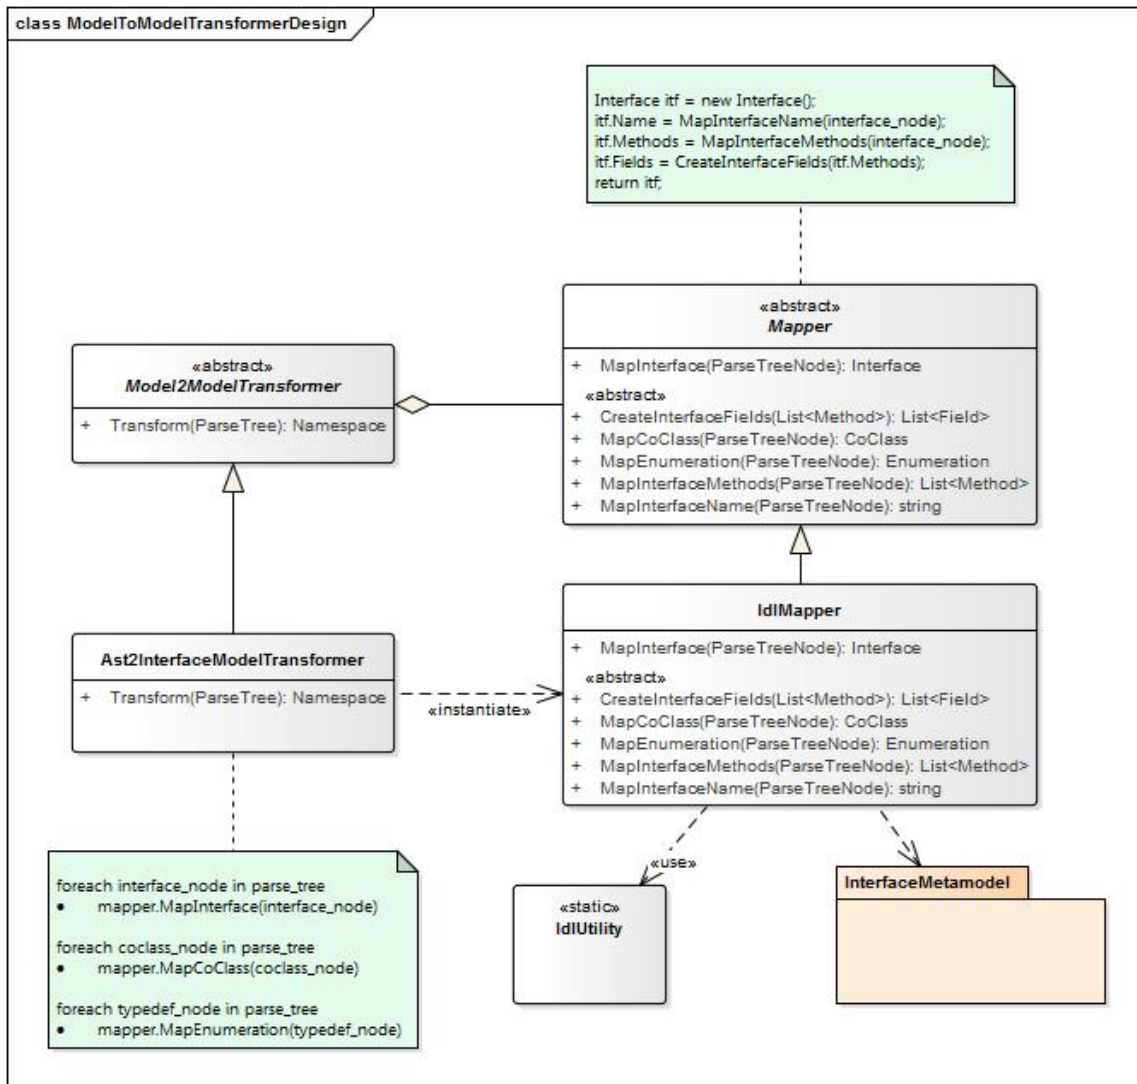 class ModelToModelTransformerDesign
Interface itf = new Interface();
itf.Name = MapInterfaceName(interface_node);
itf.Methods = MapInterfaceMethods(interface_node);
itf.Fields = CreateInterfaceFields(itf.Methods);
return itf;
«abstract»
Mapper
+ MapInterface(ParseTreeNode): Interface
«abstract»
+ CreateInterfaceFields(List<Method>): List<Field>
+ MapCoClass(ParseTreeNode): CoClass
+ MapEnumeration(ParseTreeNode): Enumeration
+ MapInterfaceMethods(ParseTreeNode): List<Method>
+ MapInterfaceName(ParseTreeNode): string
«abstract»
Model2ModelTransformer
+ Transform(ParseTree): Namespace
Ast2InterfaceModelTransformer
+ Transform(ParseTree): Namespace
«instantiate»
IdlMapper
+ MapInterface(ParseTreeNode): Interface
«abstract»
+ CreateInterfaceFields(List<Method>): List<Field>
+ MapCoClass(ParseTreeNode): CoClass
+ MapEnumeration(ParseTreeNode): Enumeration
+ MapInterfaceMethods(ParseTreeNode): List<Method>
+ MapInterfaceName(ParseTreeNode): string
«use»
foreach interface_node in parse_tree
• mapper.MapInterface(interface_node)
foreach coclass_node in parse_tree
• mapper.MapCoClass(coclass_node)
foreach typedef_node in parse_tree
• mapper.MapEnumeration(typedef_node)
«static»
IdlUtility
InterfaceMetamodel